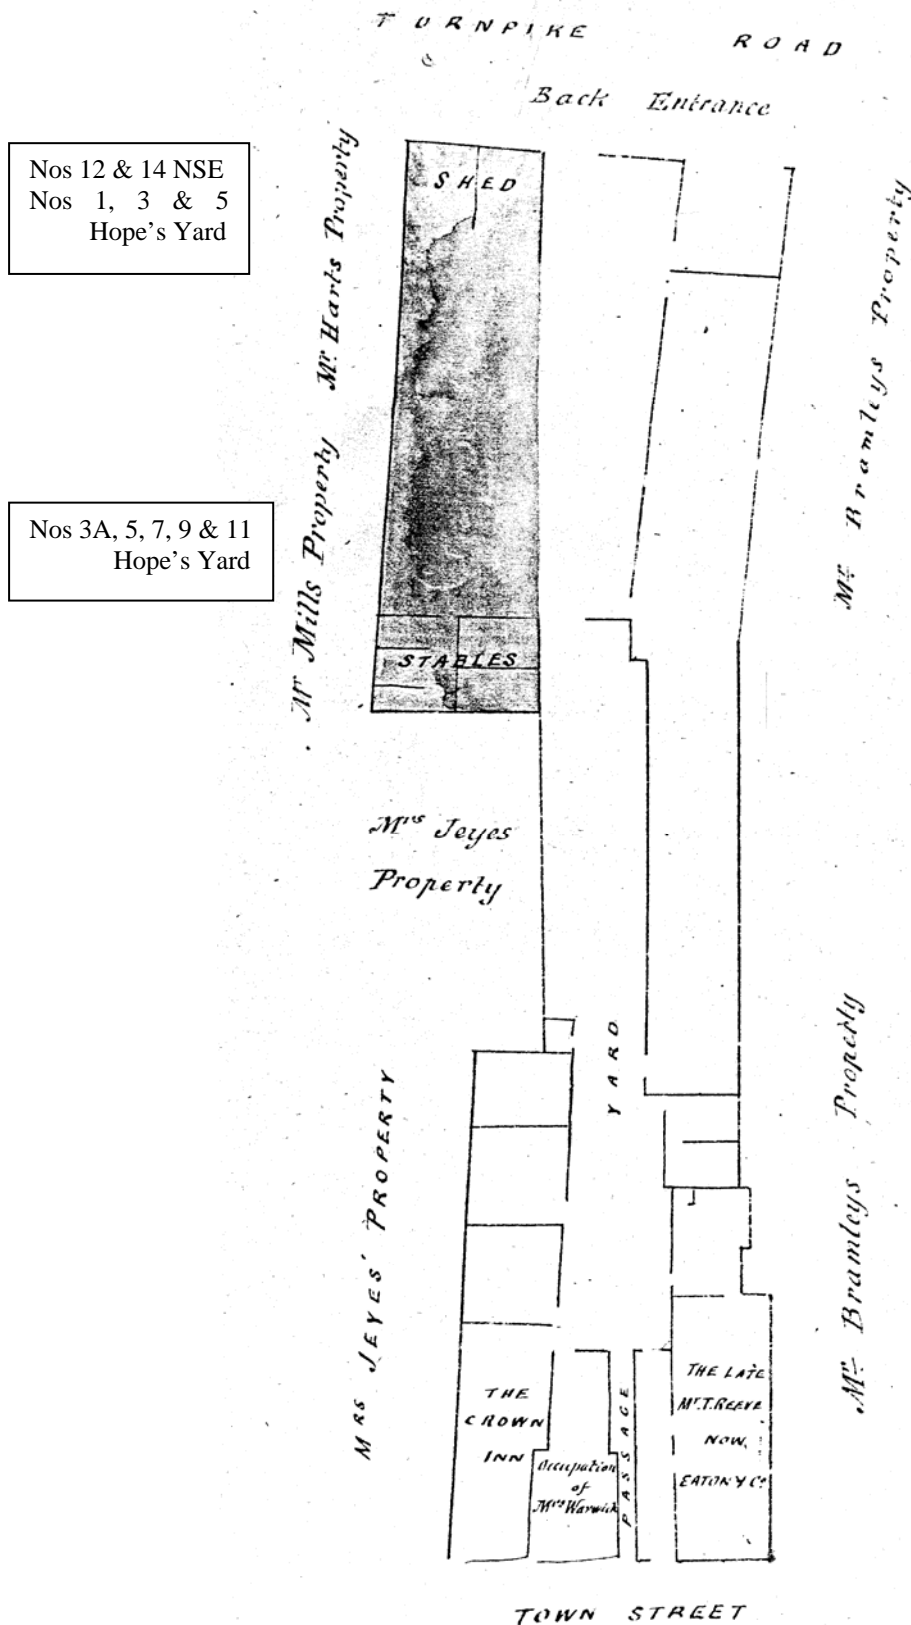 TURNPIKE ROAD
Back Entrance
Nos 12 & 14 NSE
Nos 1, 3 & 5
Hope's Yard
SHED
Mr. Harts Property
Mr. Bramleys Property
Nos 3A, 5, 7, 9 & 11
Hope's Yard
Mr Mills Property
STABLES
Mrs Jeyes
Property
YARD
MRS JEYES' PROPERTY
Mr. Bramleys Property
THE
CROWN
INN
Occupation
of
Mrs Warwick
PASSAGE
THE LATE
Mr. T. REEVE
NOW,
EATON & Co.
TOWN STREET